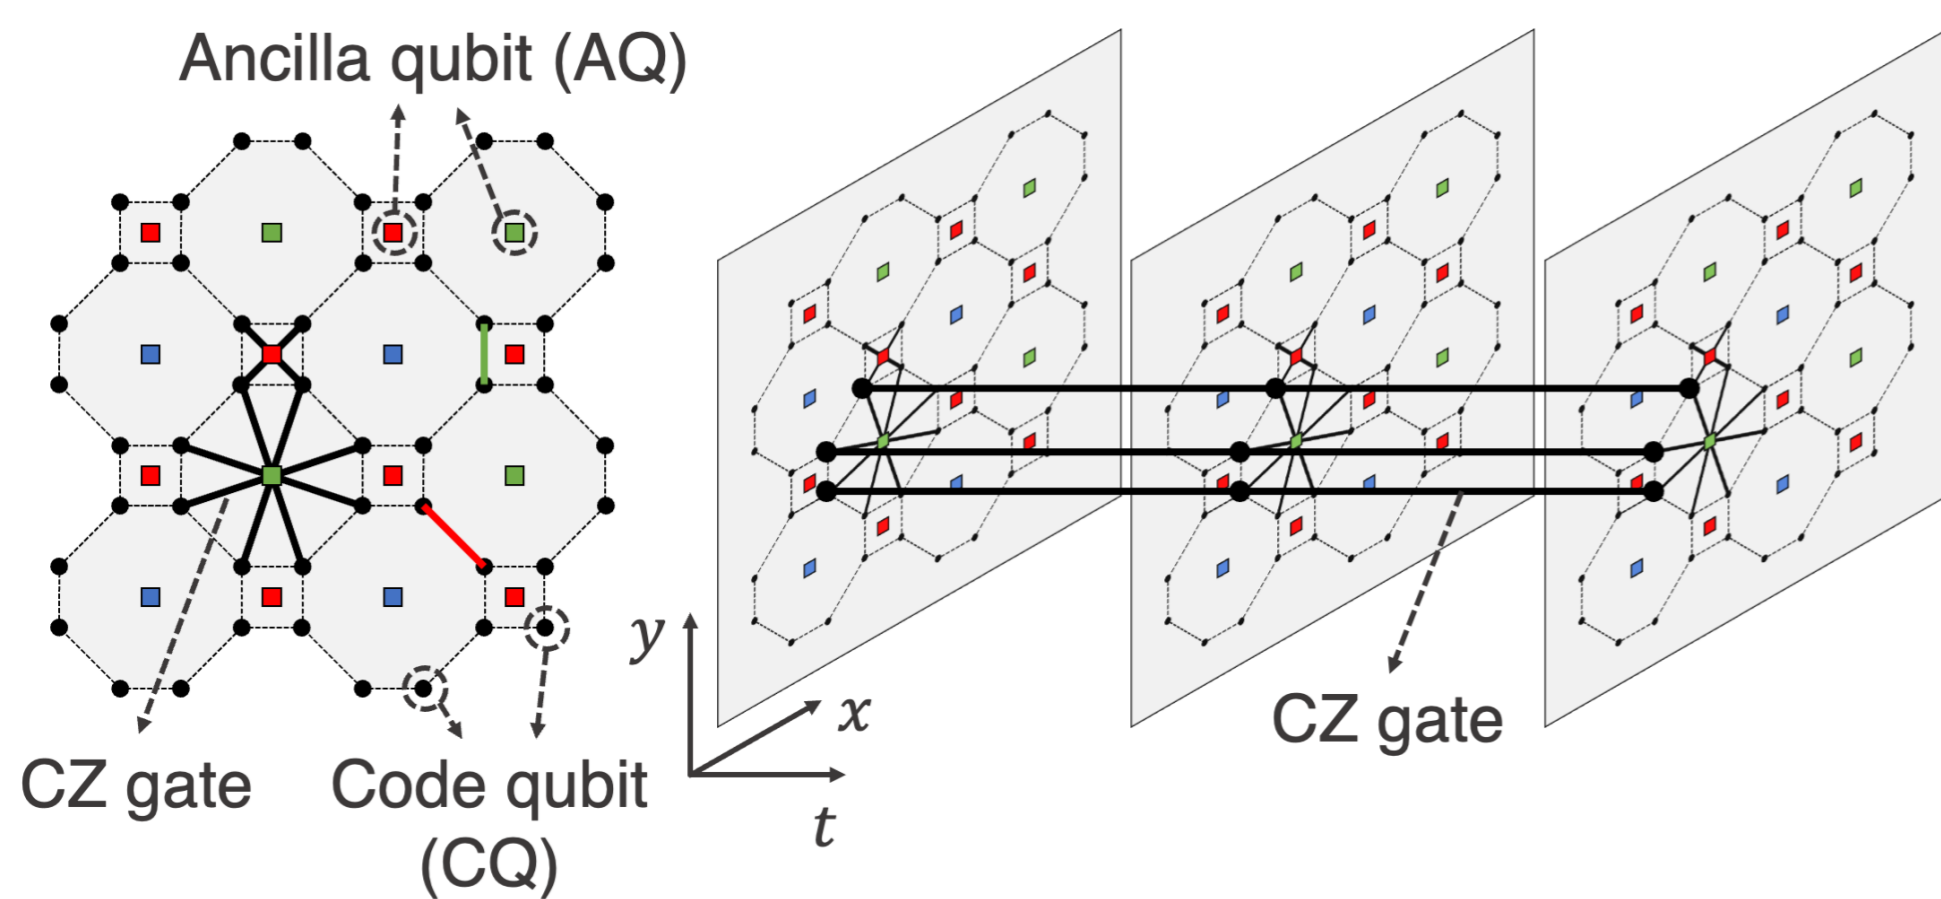 Ancilla qubit (AQ)
CZ gate
Code qubit
(CQ)
y
x
t
CZ gate